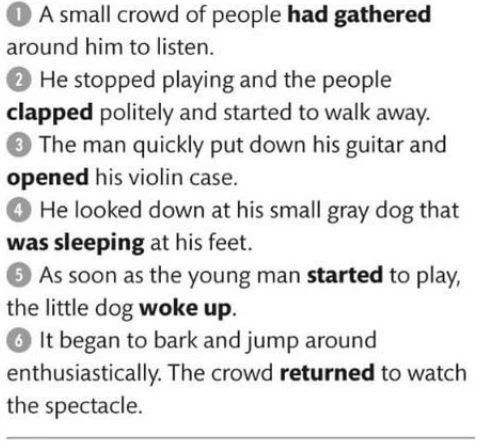 1 A small crowd of people had gathered
around him to listen.
2 He stopped playing and the people
clapped politely and started to walk away.
3 The man quickly put down his guitar and
opened his violin case.
4 He looked down at his small gray dog that
was sleeping at his feet.
5 As soon as the young man started to play,
the little dog woke up.
6 It began to bark and jump around
enthusiastically. The crowd returned to watch
the spectacle.